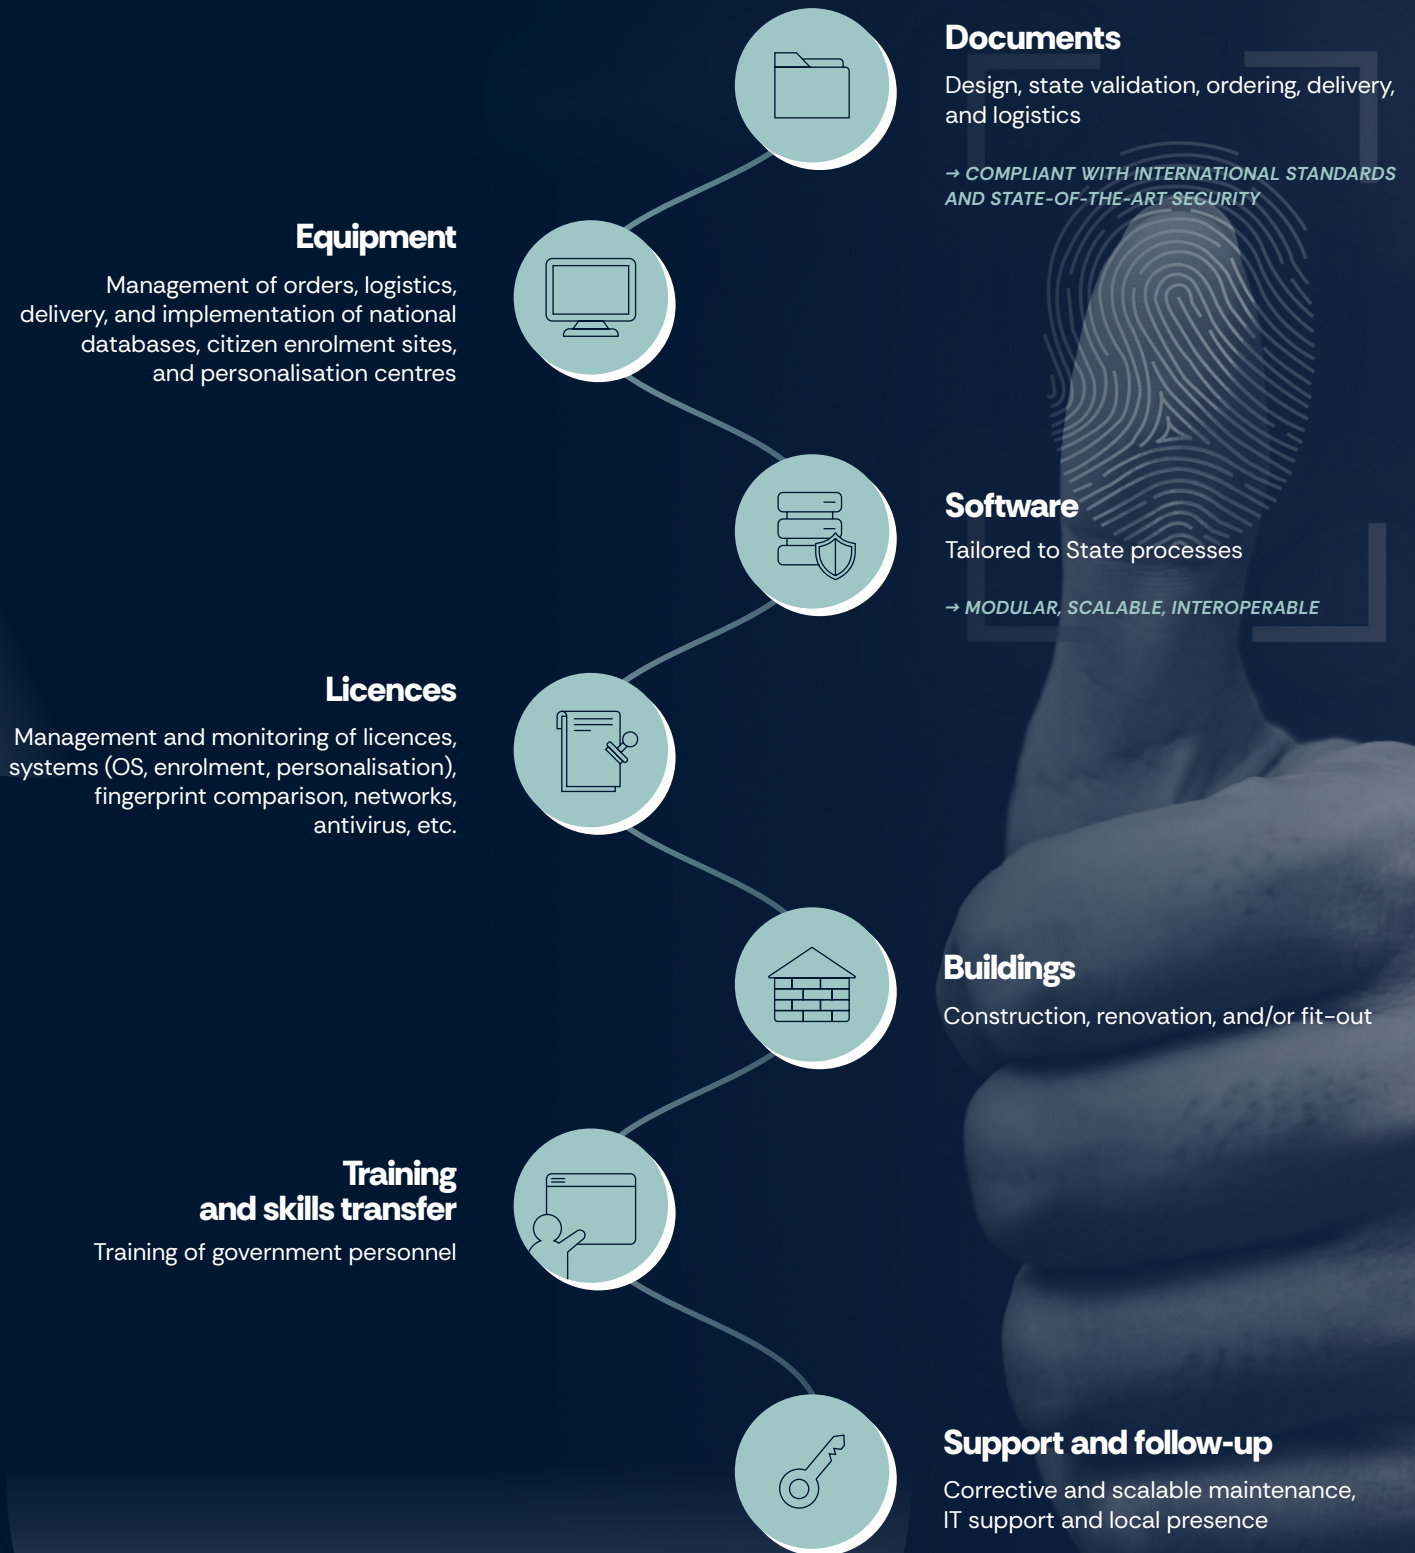 Documents
Design, state validation, ordering, delivery,
and logistics
→ COMPLIANT WITH INTERNATIONAL STANDARDS
AND STATE-OF-THE-ART SECURITY
Equipment
Management of orders, logistics,
delivery, and implementation of national
databases, citizen enrolment sites,
and personalisation centres
Software
Tailored to State processes
→ MODULAR, SCALABLE, INTEROPERABLE
Licences
Management and monitoring of licences,
systems (OS, enrolment, personalisation),
fingerprint comparison, networks,
antivirus, etc.
Buildings
Construction, renovation, and/or fit-out
Training
and skills transfer
Training of government personnel
Support and follow-up
Corrective and scalable maintenance,
IT support and local presence